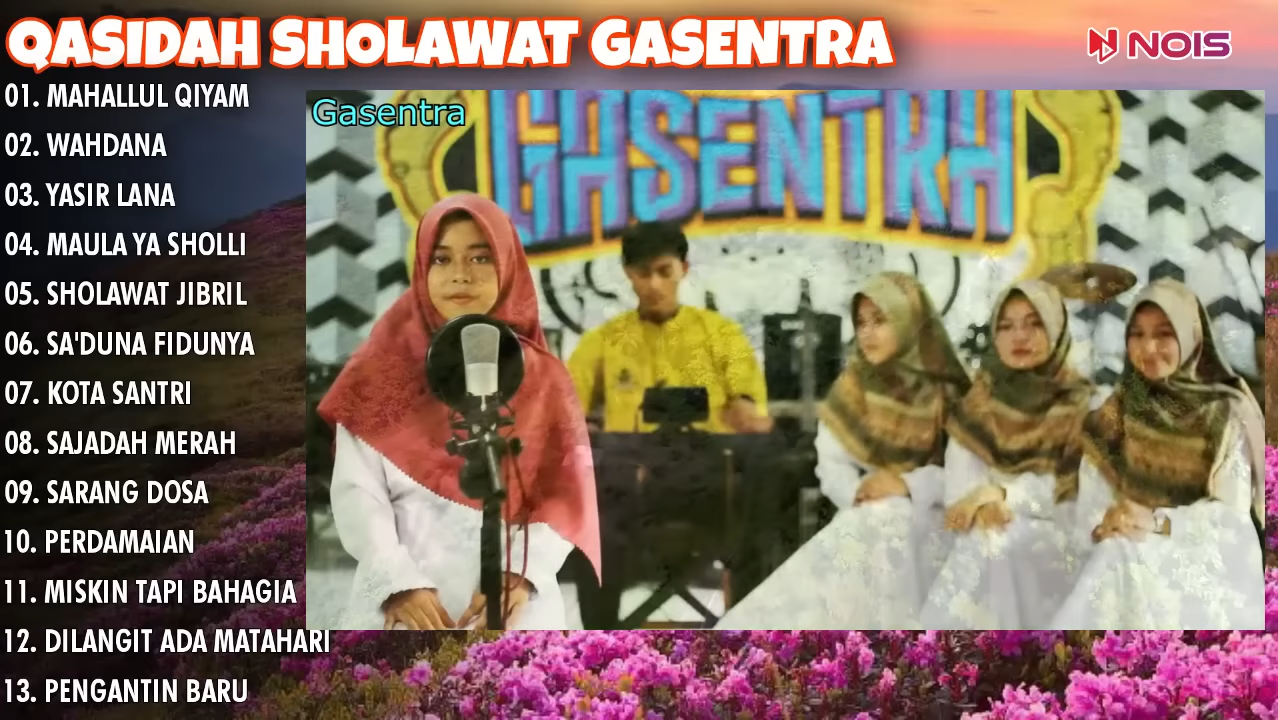 QASIDAH SHOLAWAT GASENTRA
NOIS
01. MAHALLUL QIYAM
02. WAHDANA
03. YASIR LANA
04. MAULA YA SHOLLI
05. SHOLAWAT JIBRIL
06. SA'DUNA FIDUNYA
07. KOTA SANTRI
08. SAJADAH MERAH
09. SARANG DOSA
10. PERDAMAIAN
11. MISKIN TAPI BAHAGIA
12. DILANGIT ADA MATAHARI
13. PENGANTIN BARU
Gasentra
GASENTRA